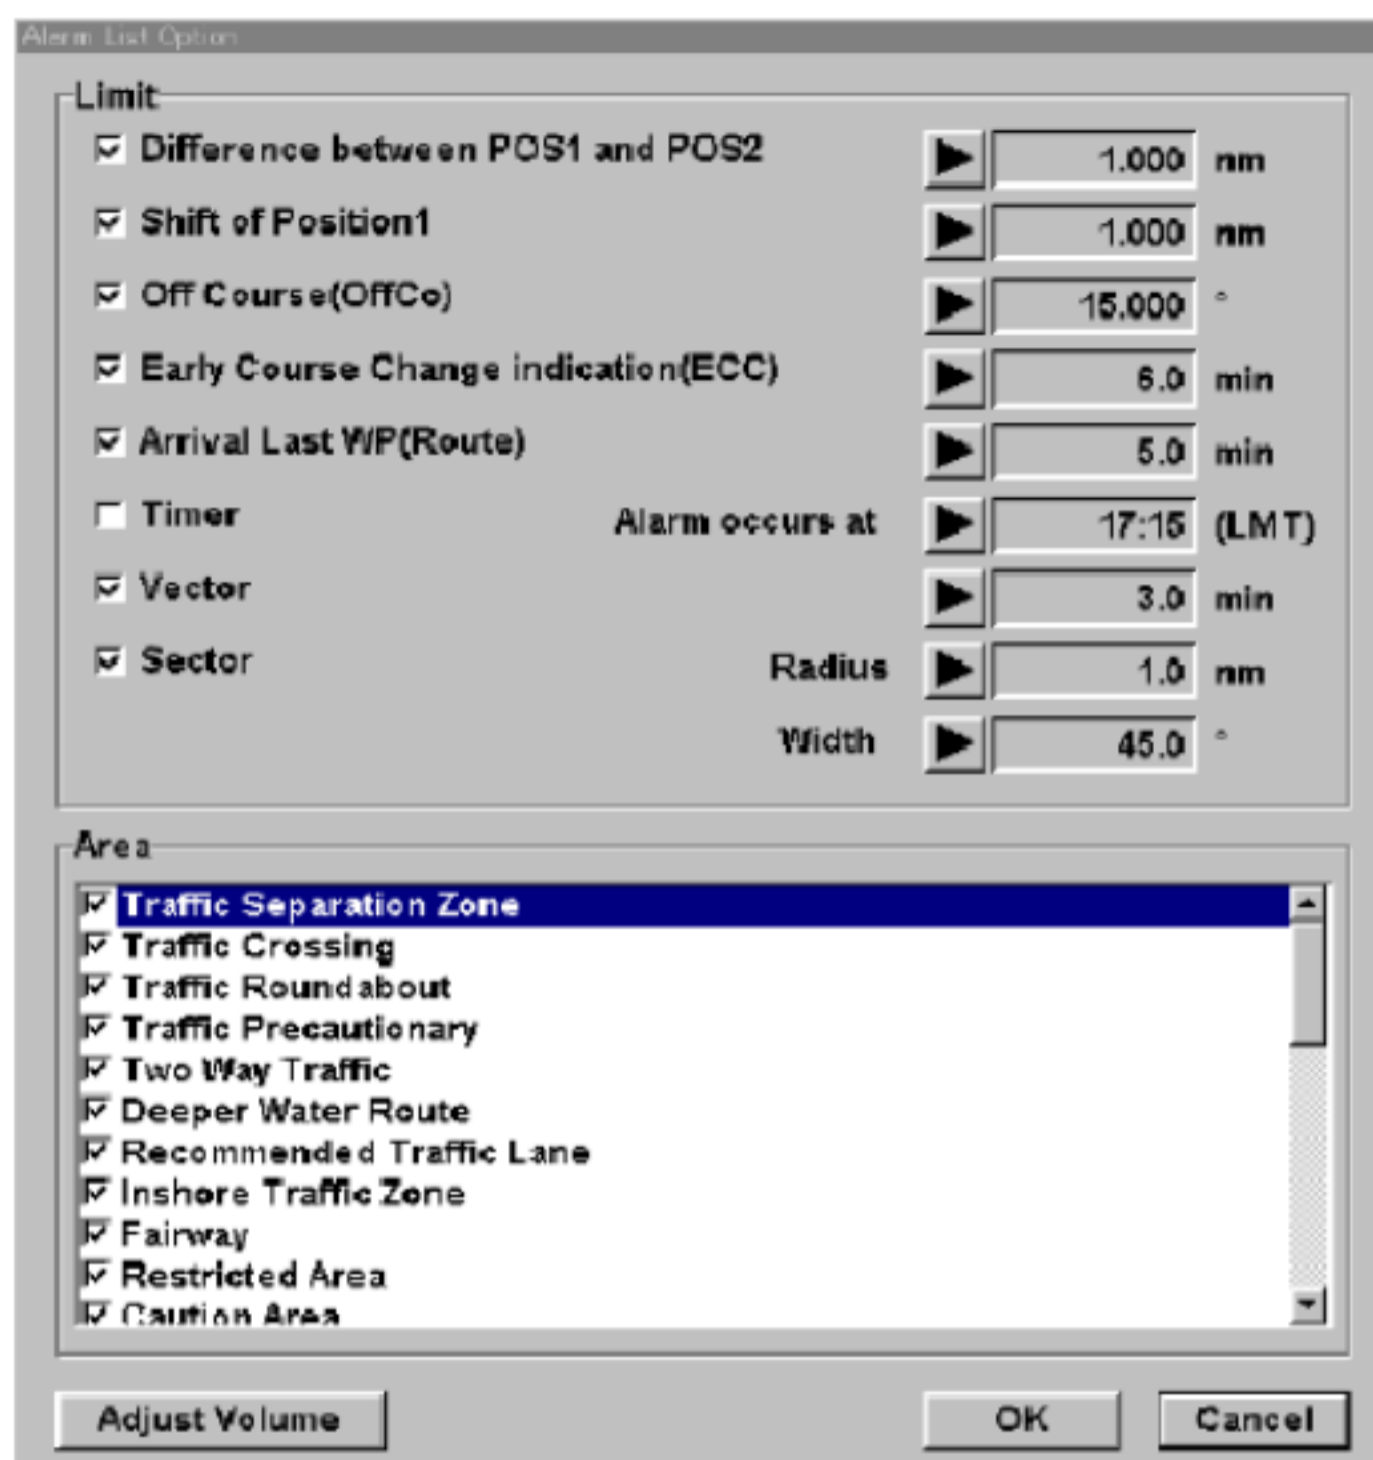 Alarm List Option
Limit
Difference between POS1 and POS2 1.000 nm
Shift of Position1 1.000 nm
Off Course(OffCo) 15.000 °
Early Course Change indication(ECC) 6.0 min
Arrival Last WP(Route) 5.0 min
Timer Alarm occurs at 17:15 (LMT)
Vector 3.0 min
Sector Radius 1.0 nm
Width 45.0 °
Area
Traffic Separation Zone
Traffic Crossing
Traffic Roundabout
Traffic Precautionary
Two Way Traffic
Deeper Water Route
Recommended Traffic Lane
Inshore Traffic Zone
Fairway
Restricted Area
Caution Area
Adjust Volume OK Cancel